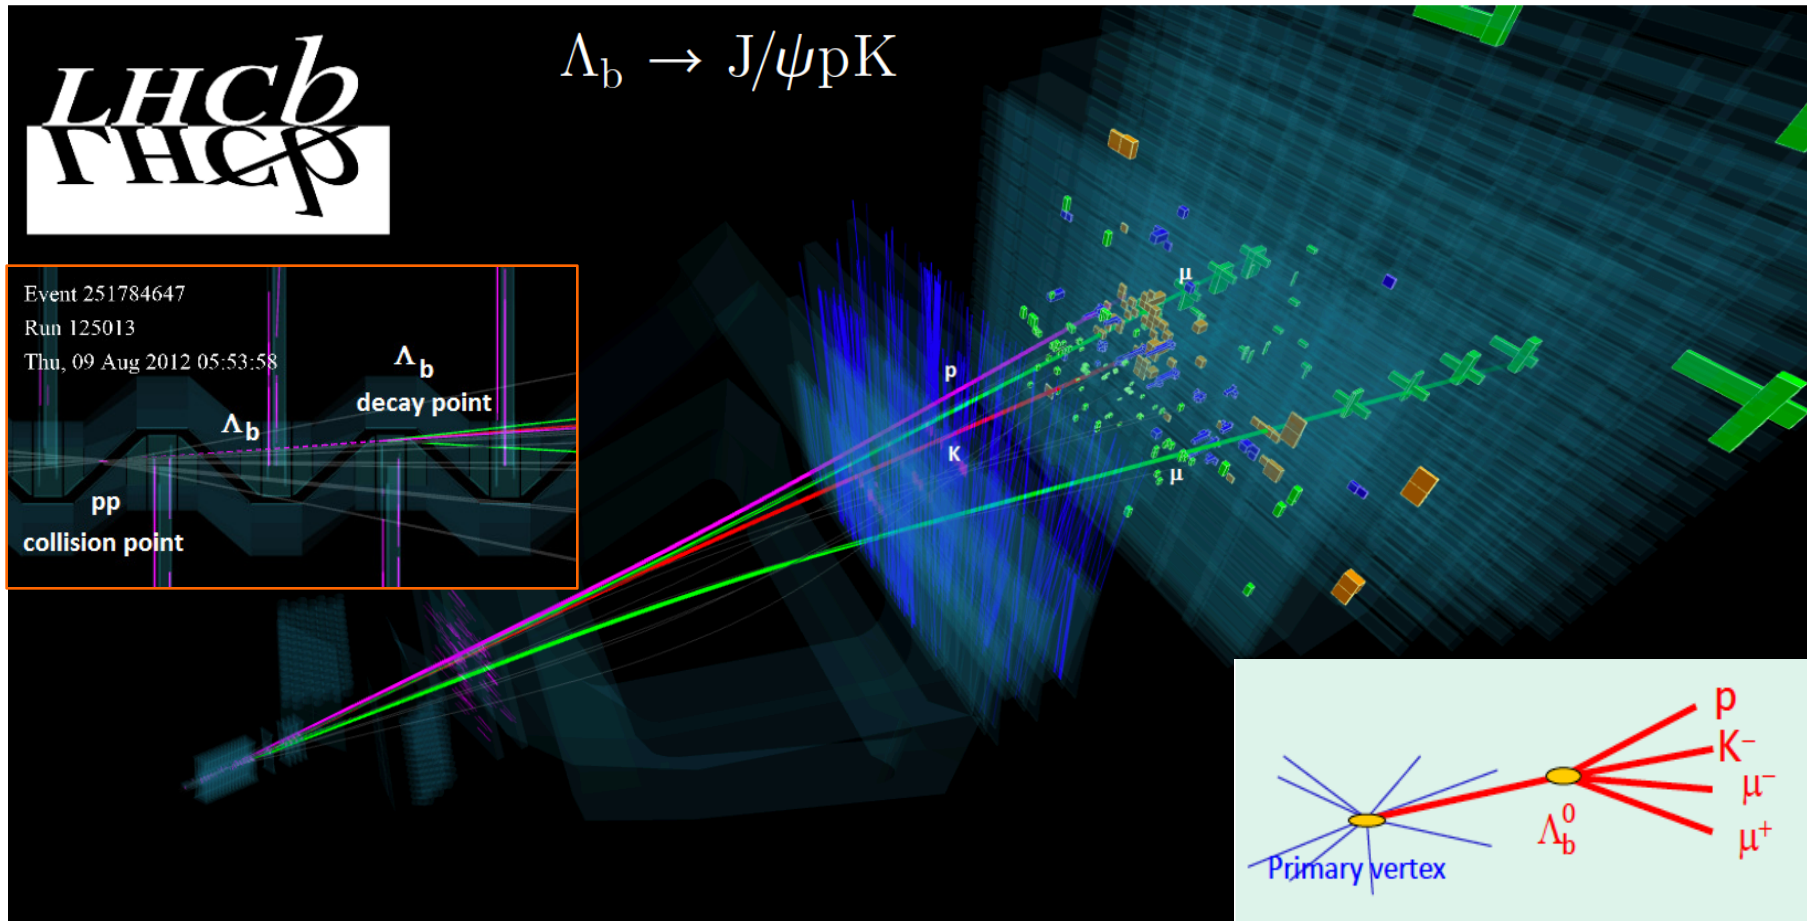 LHCb
Λb → J/ψpK
Event 251784647
Run 125013
Thu, 09 Aug 2012 05:53:58
Λb
decay point
Λb
pp
collision point
μ
p
K
μ
p
K⁻
μ⁻
Λb⁰
μ⁺
Primary vertex